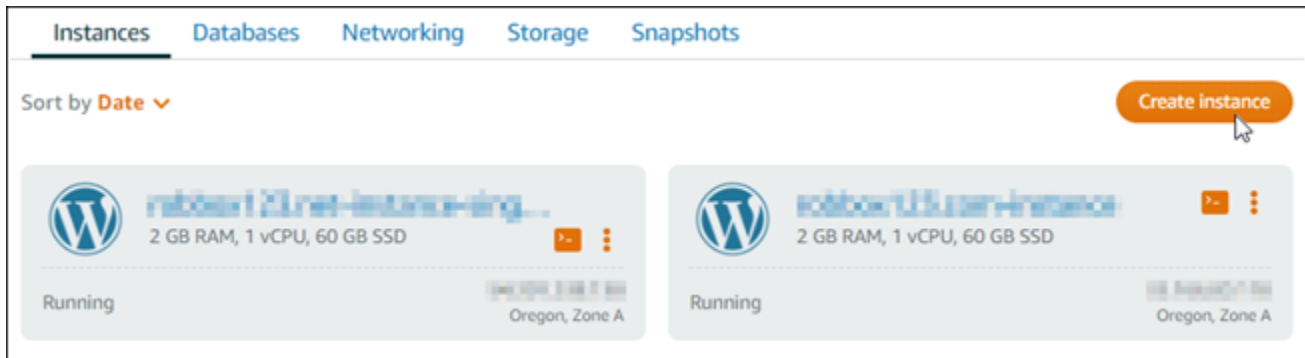 Instances Databases Networking Storage Snapshots
Sort by Date
Create instance
2 GB RAM, 1 vCPU, 60 GB SSD
Running
Oregon, Zone A
2 GB RAM, 1 vCPU, 60 GB SSD
Running
Oregon, Zone A